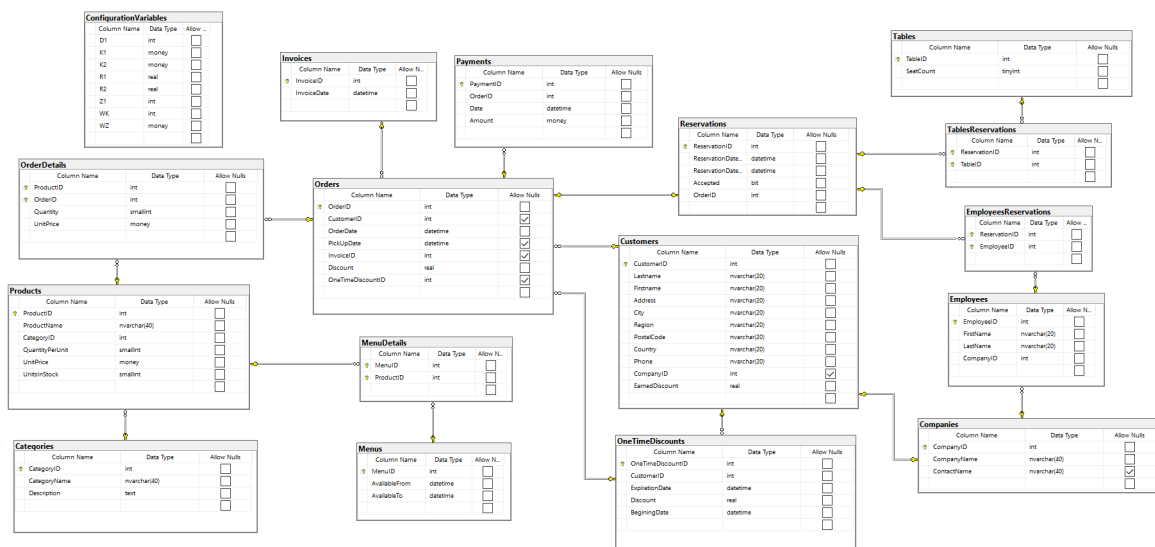 ConfigurationVariables
Column Name Data Type Allow ...
D1 int
K1 money
K2 money
R1 real
R2 real
Z1 int
WK int
WZ money
Invoices
Column Name Data Type Allow N...
InvoiceID int
InvoiceDate datetime
Payments
Column Name Data Type Allow N...
PaymentID int
OrderID int
Date datetime
Amount money
Tables
Column Name Data Type Allow Nulls
TableID int
SeatCount tinyint
Reservations
Column Name Data Type Allow Nulls
ReservationID int
ReservationDate... datetime
ReservationDate... datetime
Accepted bit
OrderID int
TablesReservations
Column Name Data Type Allow N...
ReservationID int
TableID int
OrderDetails
Column Name Data Type Allow Nulls
ProductID int
OrderID int
Quantity smallint
UnitPrice money
Orders
Column Name Data Type Allow Nulls
OrderID int
CustomerID int
OrderDate datetime
PickUpDate datetime
InvoiceID int
Discount real
OneTimeDiscountID int
EmployeesReservations
Column Name Data Type Allow ...
ReservationID int
EmployeeID int
Customers
Column Name Data Type Allow Nulls
CustomerID int
Lastname nvarchar(20)
Firstname nvarchar(20)
Address nvarchar(20)
City nvarchar(20)
Region nvarchar(20)
PostalCode nvarchar(20)
Country nvarchar(20)
Phone nvarchar(20)
CompanyID int
EarnedDiscount real
Products
Column Name Data Type Allow Nulls
ProductID int
ProductName nvarchar(40)
CategoryID int
QuantityPerUnit smallint
UnitPrice money
UnitsInStock smallint
MenuDetails
Column Name Data Type Allow N...
MenuID int
ProductID int
Employees
Column Name Data Type Allow N...
EmployeeID int
FirstName nvarchar(20)
LastName nvarchar(20)
CompanyID int
Categories
Column Name Data Type Allow Nulls
CategoryID int
CategoryName nvarchar(40)
Description text
Menus
Column Name Data Type Allow N...
MenuID int
AvailableFrom datetime
AvailableTo datetime
OneTimeDiscounts
Column Name Data Type Allow Nulls
OneTimeDiscountID int
CustomerID int
ExpirationDate datetime
Discount real
BeginingDate datetime
Companies
Column Name Data Type Allow Nulls
CompanyID int
CompanyName nvarchar(40)
ContactName nvarchar(40)